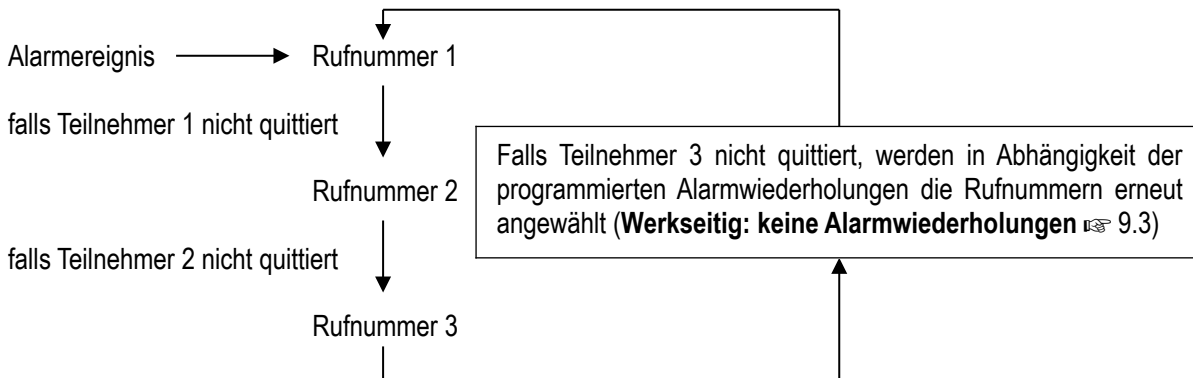 Alarmereignis
Rufnummer 1
falls Teilnehmer 1 nicht quittiert
Rufnummer 2
falls Teilnehmer 2 nicht quittiert
Rufnummer 3
Falls Teilnehmer 3 nicht quittiert, werden in Abhängigkeit der
programmierten Alarmwiederholungen die Rufnummern erneut
angewählt (Werkseitig: keine Alarmwiederholungen ☞ 9.3)